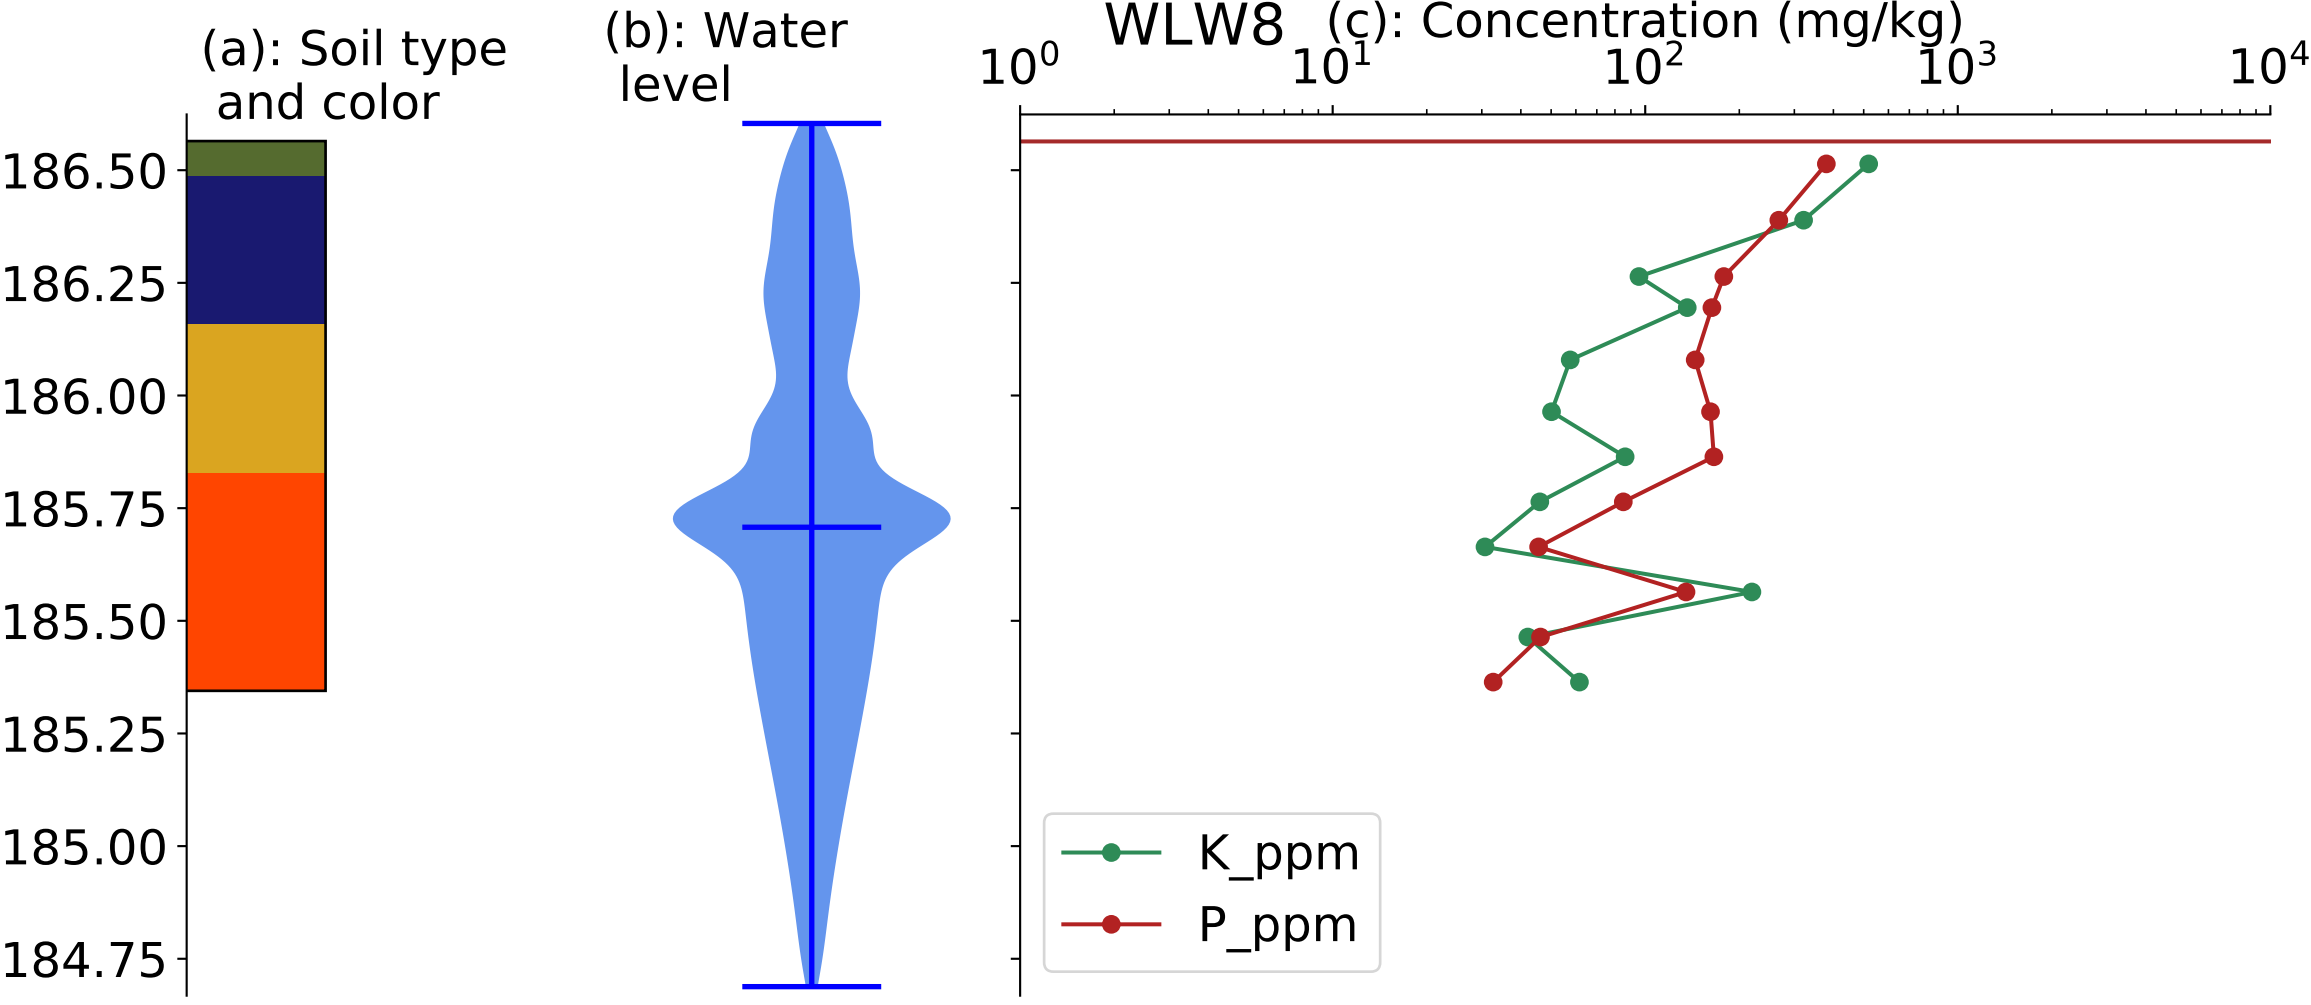 WLW8
(a): Soil type
and color
(b): Water
level
(c): Concentration (mg/kg)
10⁰ 10¹ 10² 10³ 10⁴
186.50
186.25
186.00
185.75
185.50
185.25
185.00
184.75
K_ppm
P_ppm